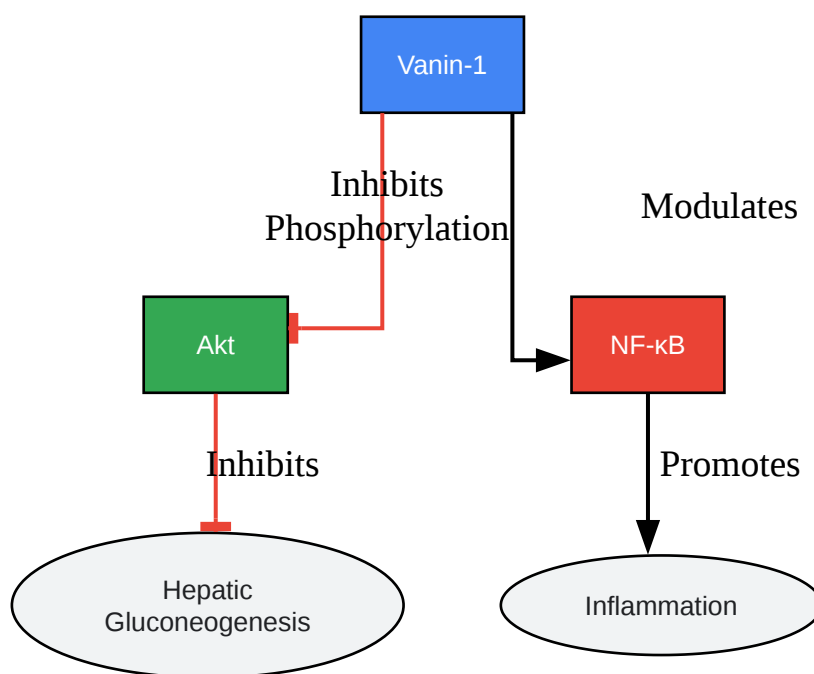 Vanin-1
Inhibits
Phosphorylation
Modulates
Akt
NF-κB
Inhibits
Promotes
Hepatic
Gluconeogenesis
Inflammation